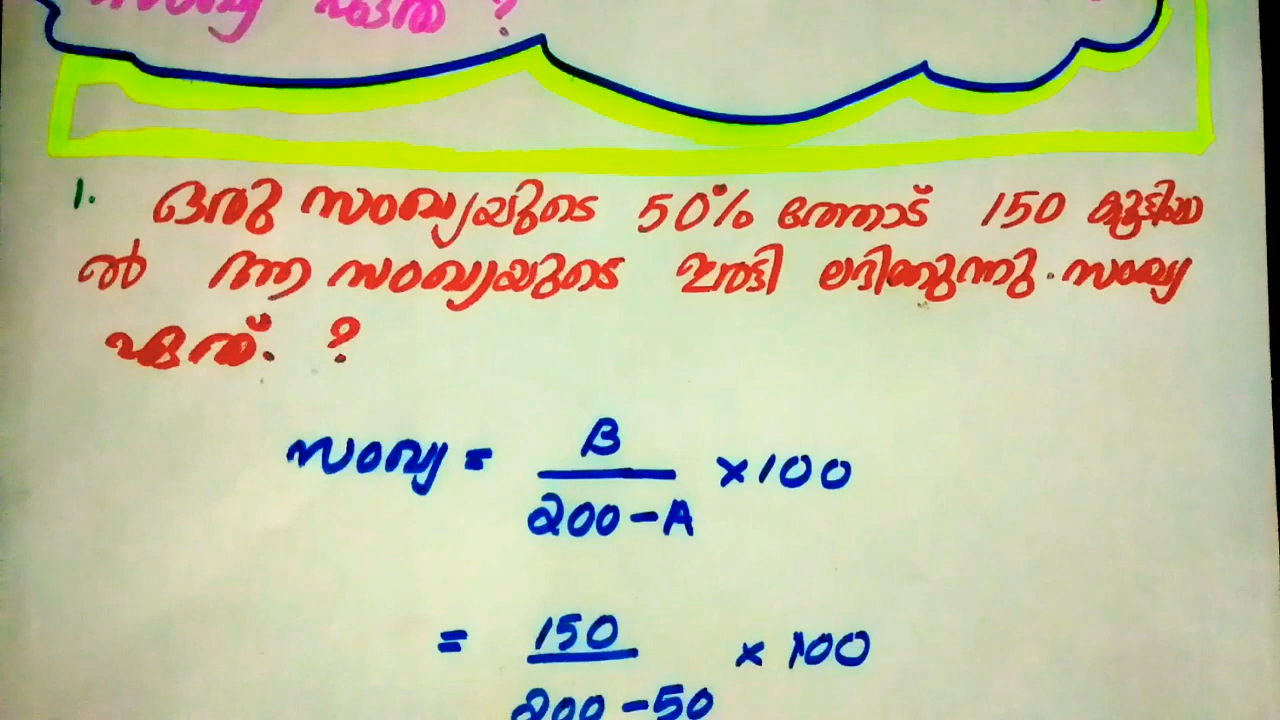 ?
1. ഒരു സംഖ്യയുടെ 50% ത്തോട് 150 കൂട്ടിയാ
ൽ ആ സംഖ്യയുടെ ഇരട്ടി ലഭിക്കുന്നു. സംഖ്യ
ഏത്. ?
സംഖ്യ = B / 200-A ×100
= 150 / 200-50 × 100